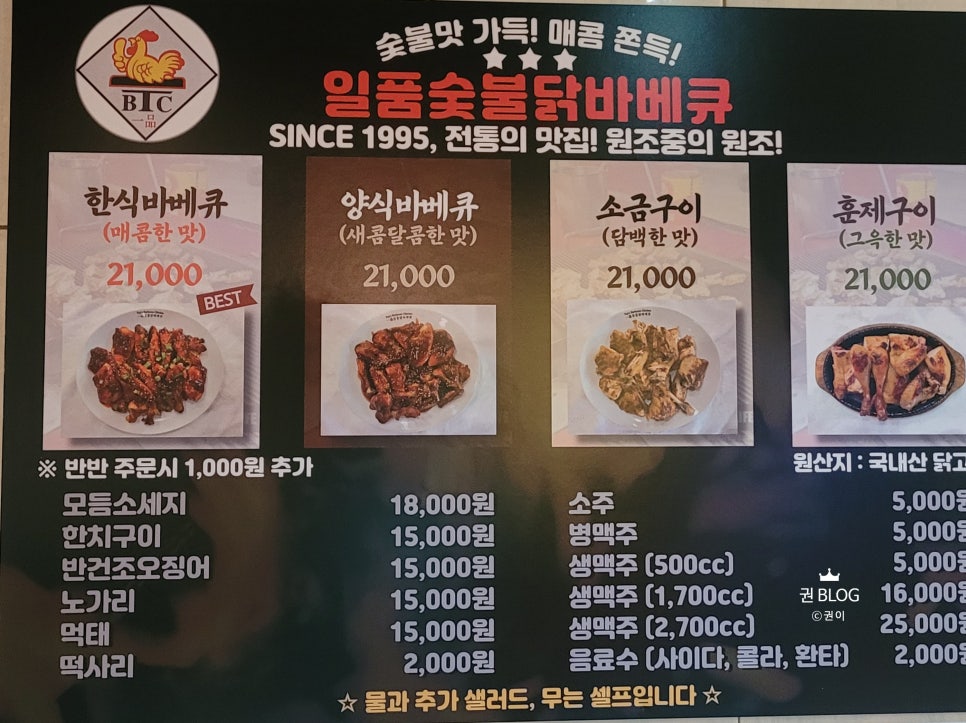 숯불맛 가득! 매콤 쫀득!
일품숯불닭바베큐
BTC
一品
SINCE 1995, 전통의 맛집! 원조중의 원조!
한식바베큐
(매콤한 맛)
21,000
BEST
양식바베큐
(새콤달콤한 맛)
21,000
소금구이
(담백한 맛)
21,000
훈제구이
(그윽한 맛)
21,000
※ 반반 주문시 1,000원 추가
원산지 : 국내산 닭고
모듬소세지 18,000원
한치구이 15,000원
반건조오징어 15,000원
노가리 15,000원
먹태 15,000원
떡사리 2,000원
소주 5,000원
병맥주 5,000원
생맥주 (500cc) 5,000원
생맥주 (1,700cc) 16,000원
생맥주 (2,700cc) 25,000원
음료수 (사이다, 콜라, 환타) 2,000원
권 BLOG
ⓒ권이
☆ 물과 추가 샐러드, 무는 셀프입니다 ☆